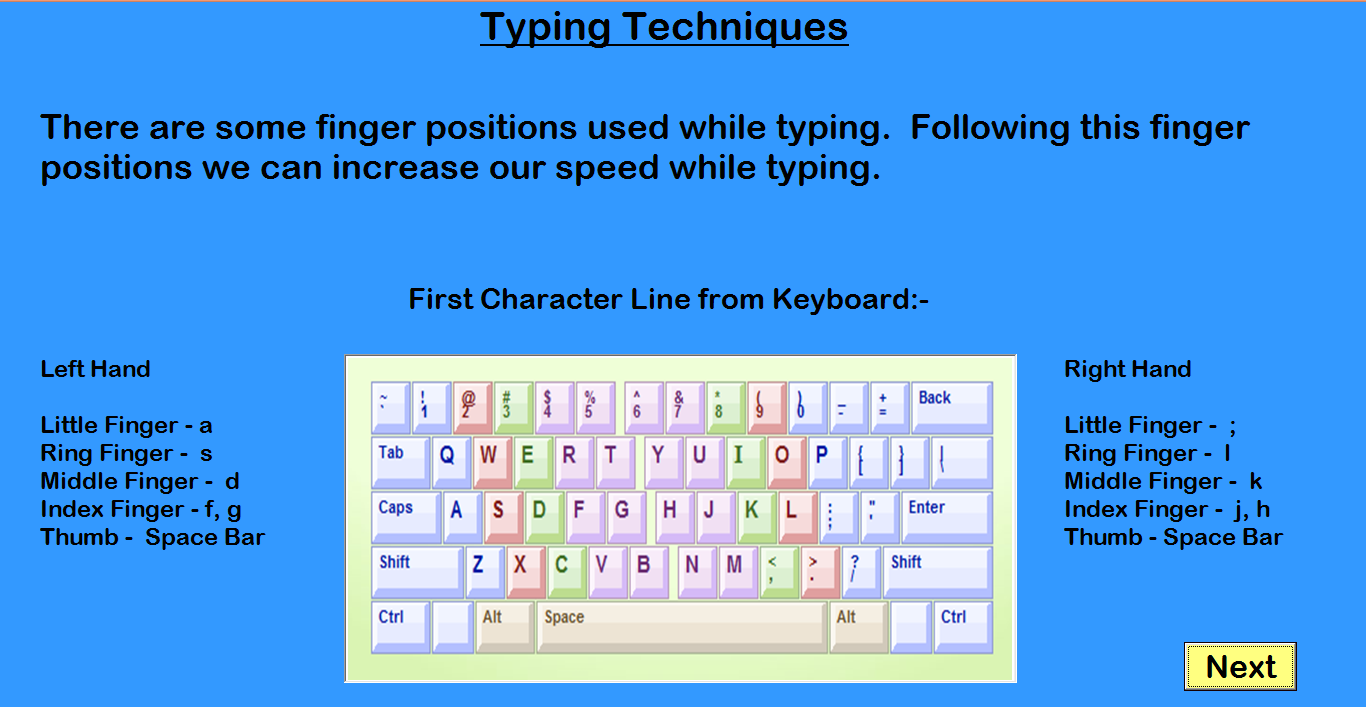 Typing Techniques
There are some finger positions used while typing.  Following this finger
positions we can increase our speed while typing.
First Character Line from Keyboard:-
Left Hand
Little Finger - a
Ring Finger -  s
Middle Finger -  d
Index Finger - f, g
Thumb -  Space Bar
~ ` ! 1 @ 2 # 3 $ 4 % 5 ^ 6 & 7 * 8 ( 9 ) 0 _ - + = Back
Tab Q W E R T Y U I O P { [ } ] | \
Caps A S D F G H J K L : ; " ' Enter
Shift Z X C V B N M < , > . ? / Shift
Ctrl Alt Space Alt Ctrl
Right Hand
Little Finger -  ;
Ring Finger -  l
Middle Finger -  k
Index Finger -  j, h
Thumb - Space Bar
Next